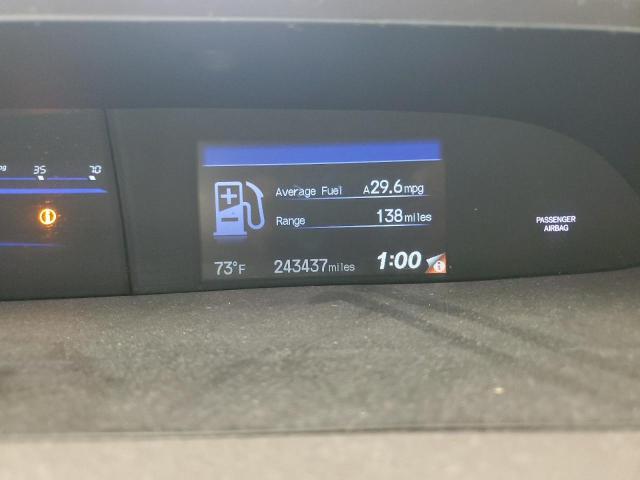 35 70
Average Fuel A29.6mpg
Range 138miles
73°F 243437miles 1:00
PASSENGER
AIRBAG